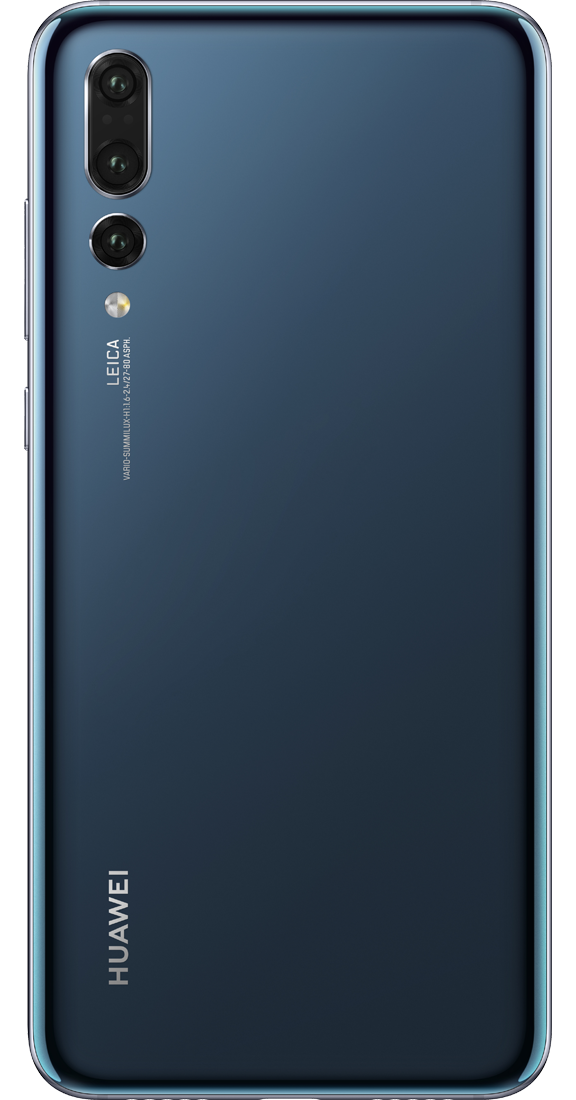 LEICA
VARIO-SUMMILUX-H 1:1.6-2.4/27-80 ASPH.
HUAWEI